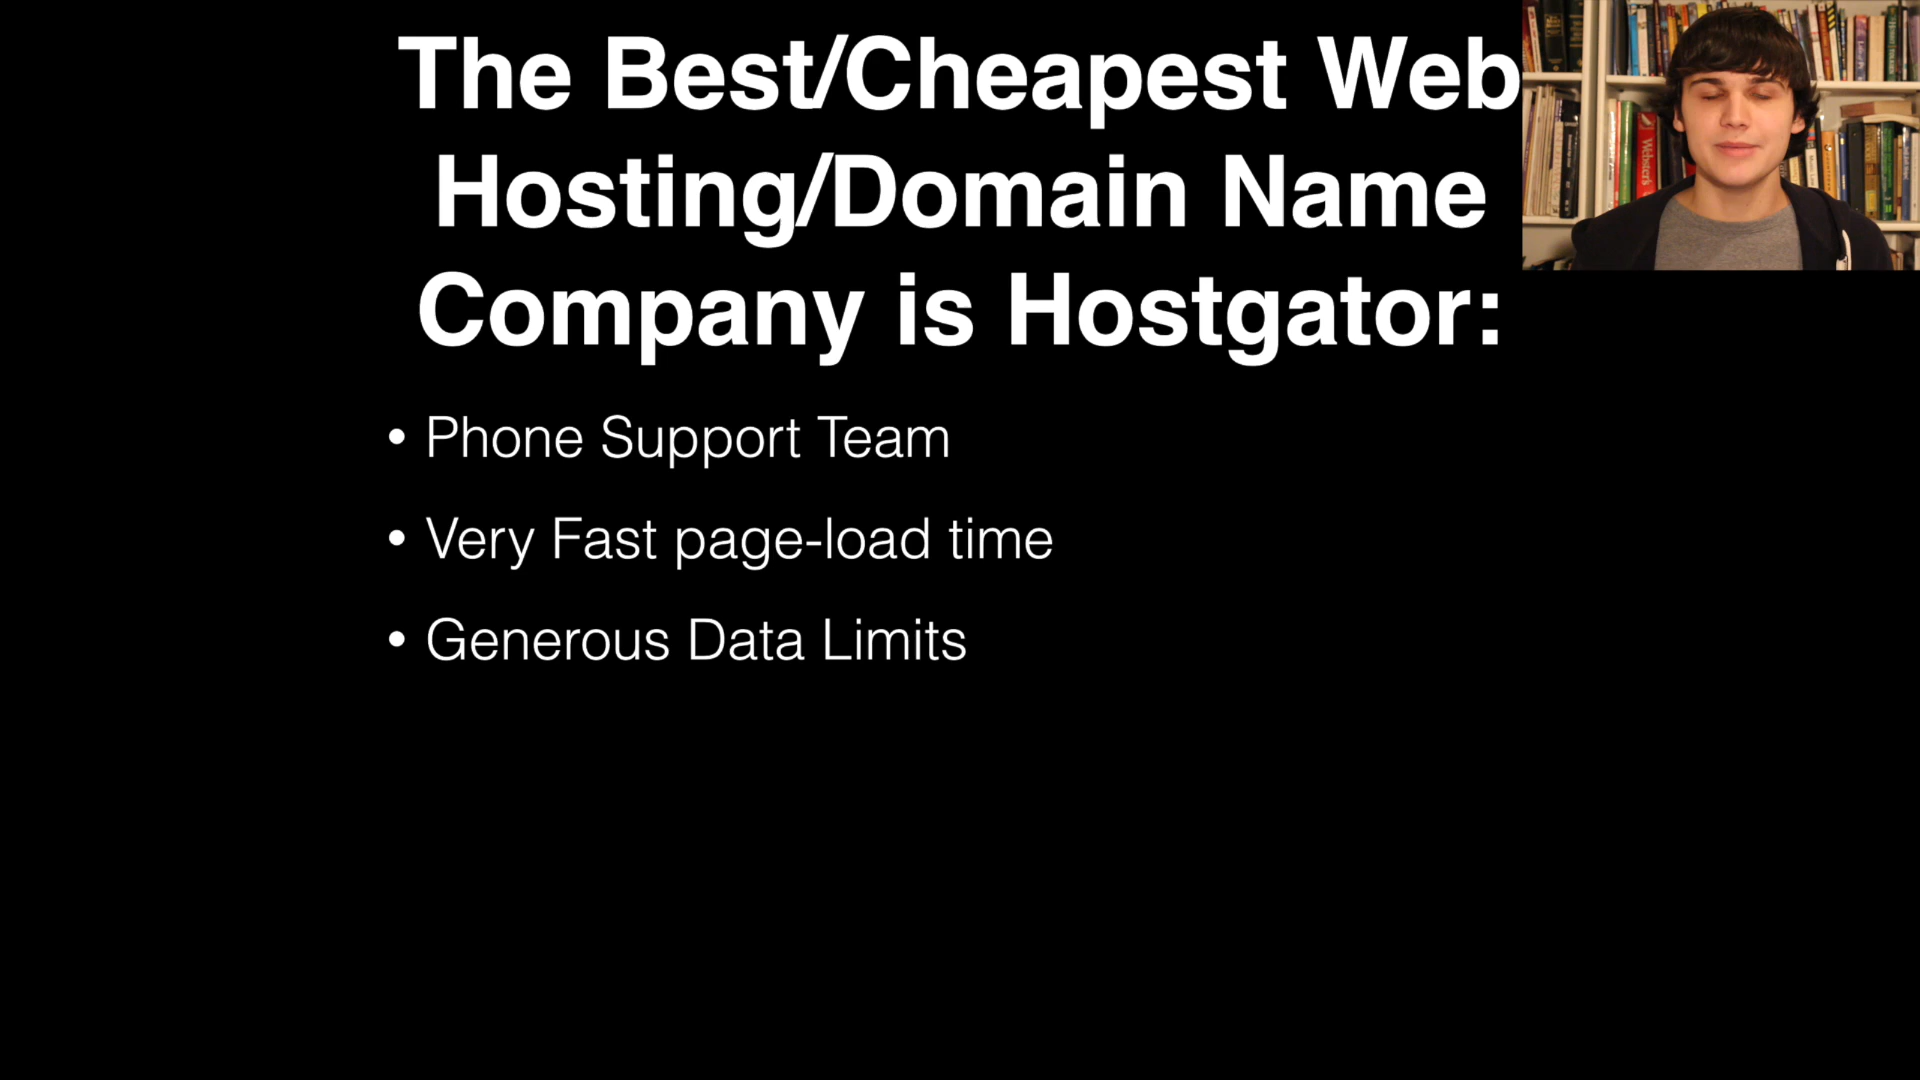 The Best/Cheapest Web
Hosting/Domain Name
Company is Hostgator:
• Phone Support Team
• Very Fast page-load time
• Generous Data Limits
Webster's